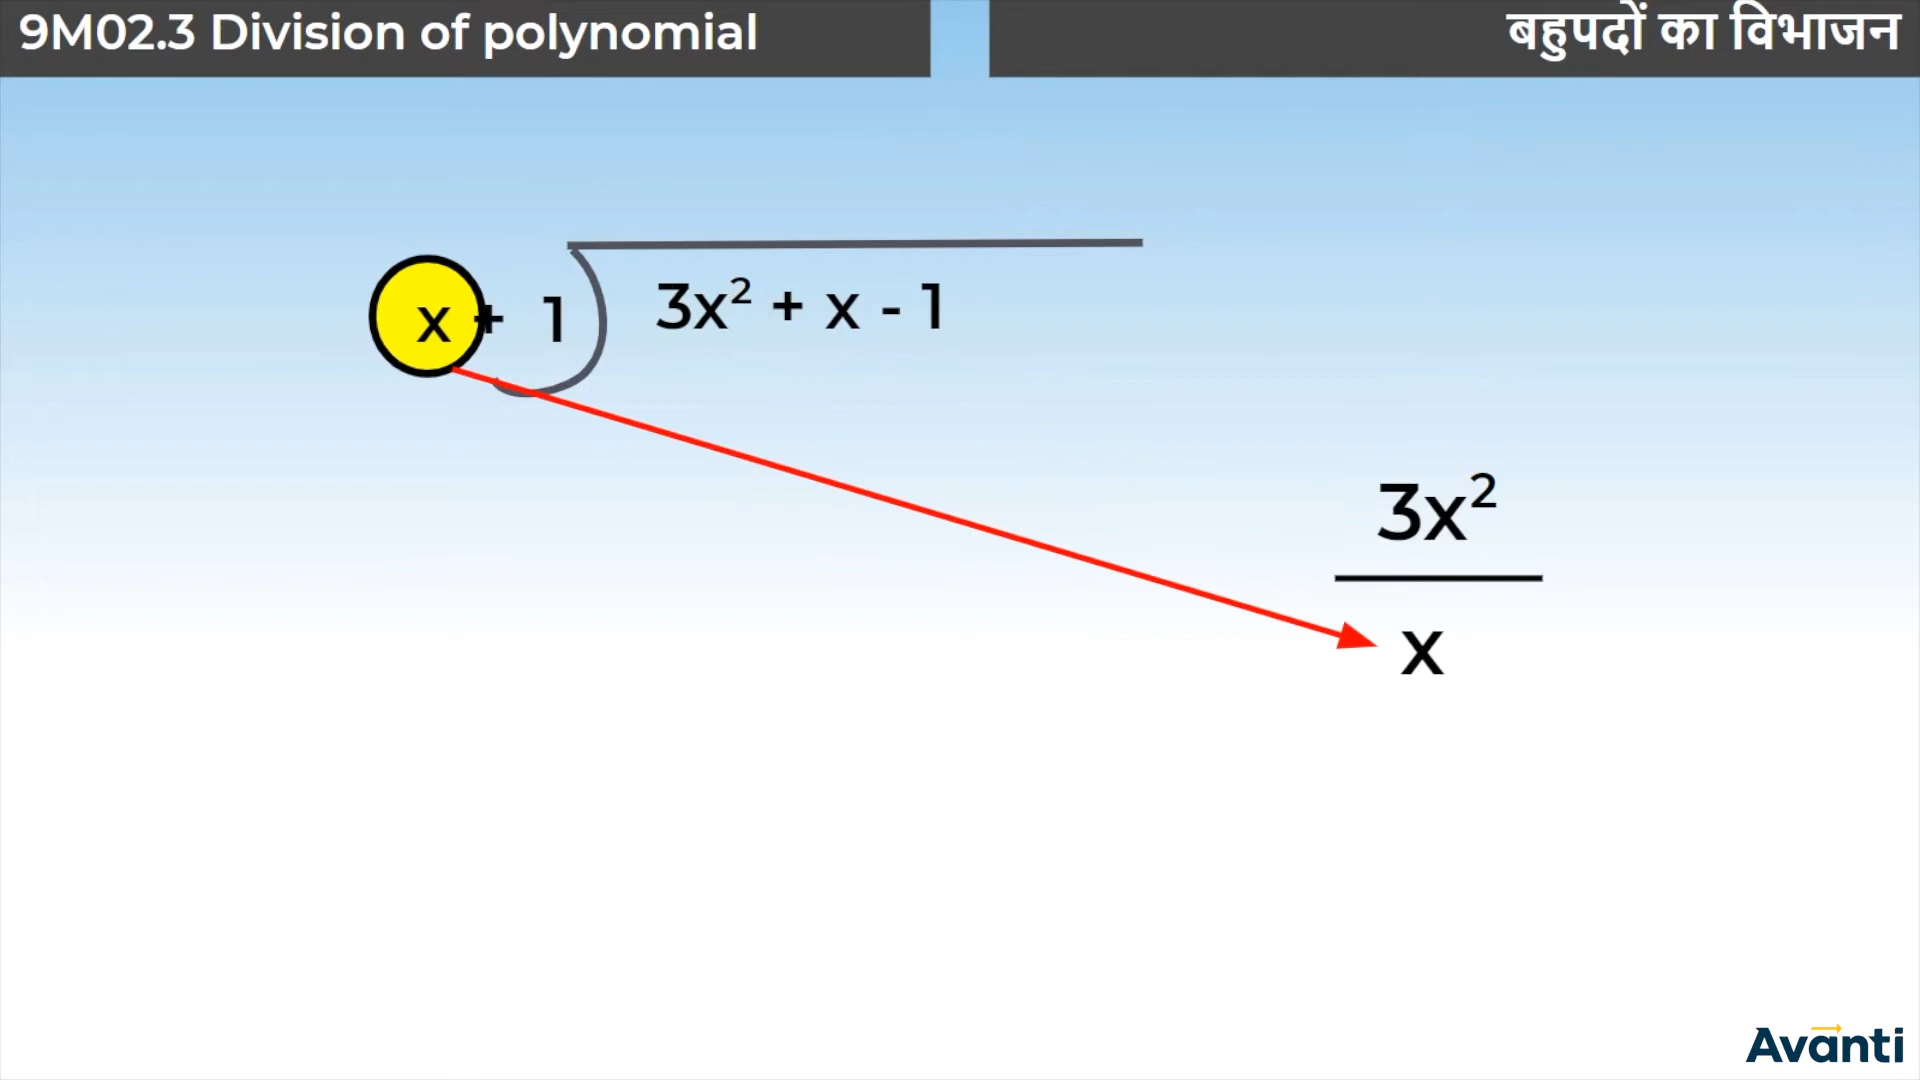 9M02.3 Division of polynomial
बहुपदों का विभाजन
x + 1
3x² + x - 1
3x²
x
Avanti